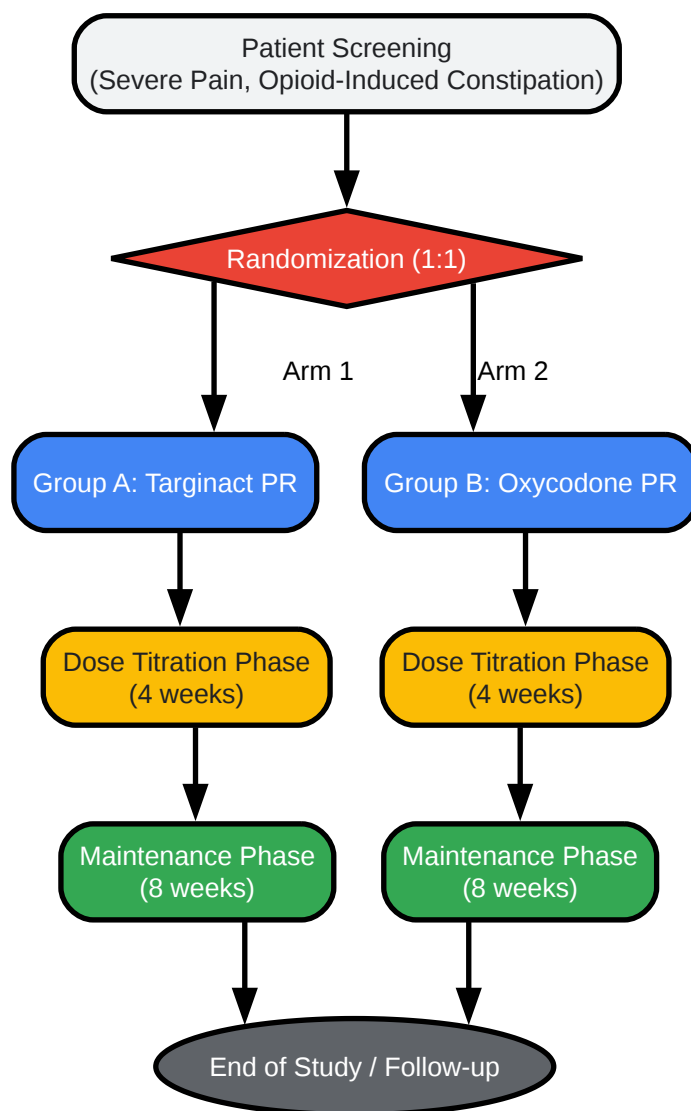 Patient Screening
(Severe Pain, Opioid-Induced Constipation)
Randomization (1:1)
Arm 1
Arm 2
Group A: Targinact PR
Group B: Oxycodone PR
Dose Titration Phase
(4 weeks)
Dose Titration Phase
(4 weeks)
Maintenance Phase
(8 weeks)
Maintenance Phase
(8 weeks)
End of Study / Follow-up